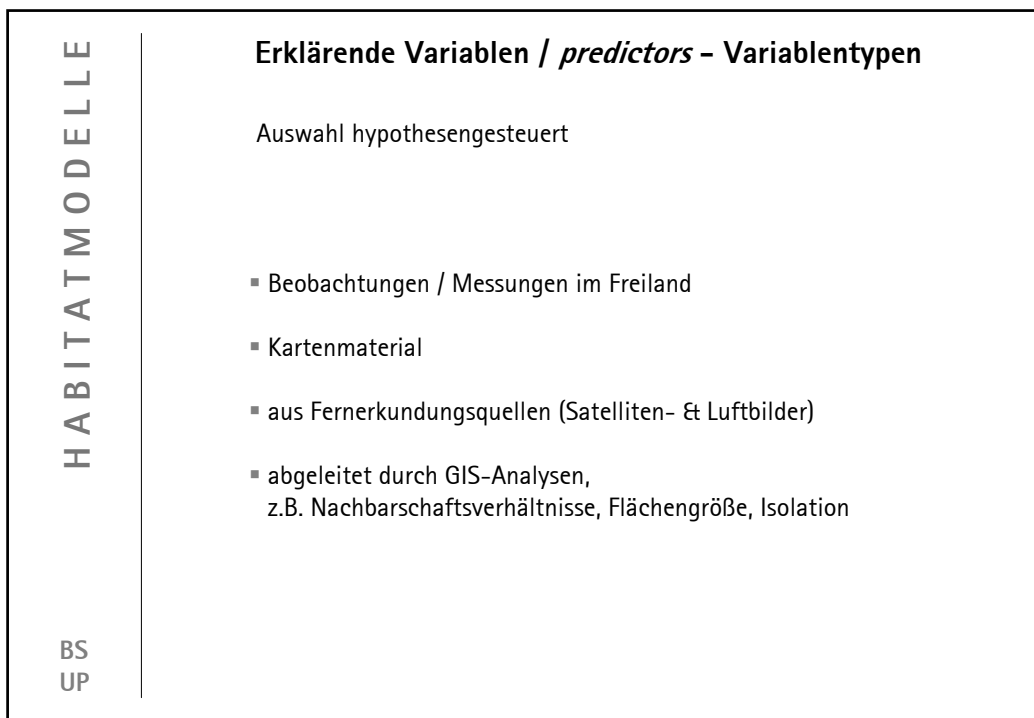 HABITATMODELLE
Erklärende Variablen / predictors - Variablentypen
Auswahl hypothesengesteuert
▪ Beobachtungen / Messungen im Freiland
▪ Kartenmaterial
▪ aus Fernerkundungsquellen (Satelliten- & Luftbilder)
▪ abgeleitet durch GIS-Analysen,
z.B. Nachbarschaftsverhältnisse, Flächengröße, Isolation
BS
UP